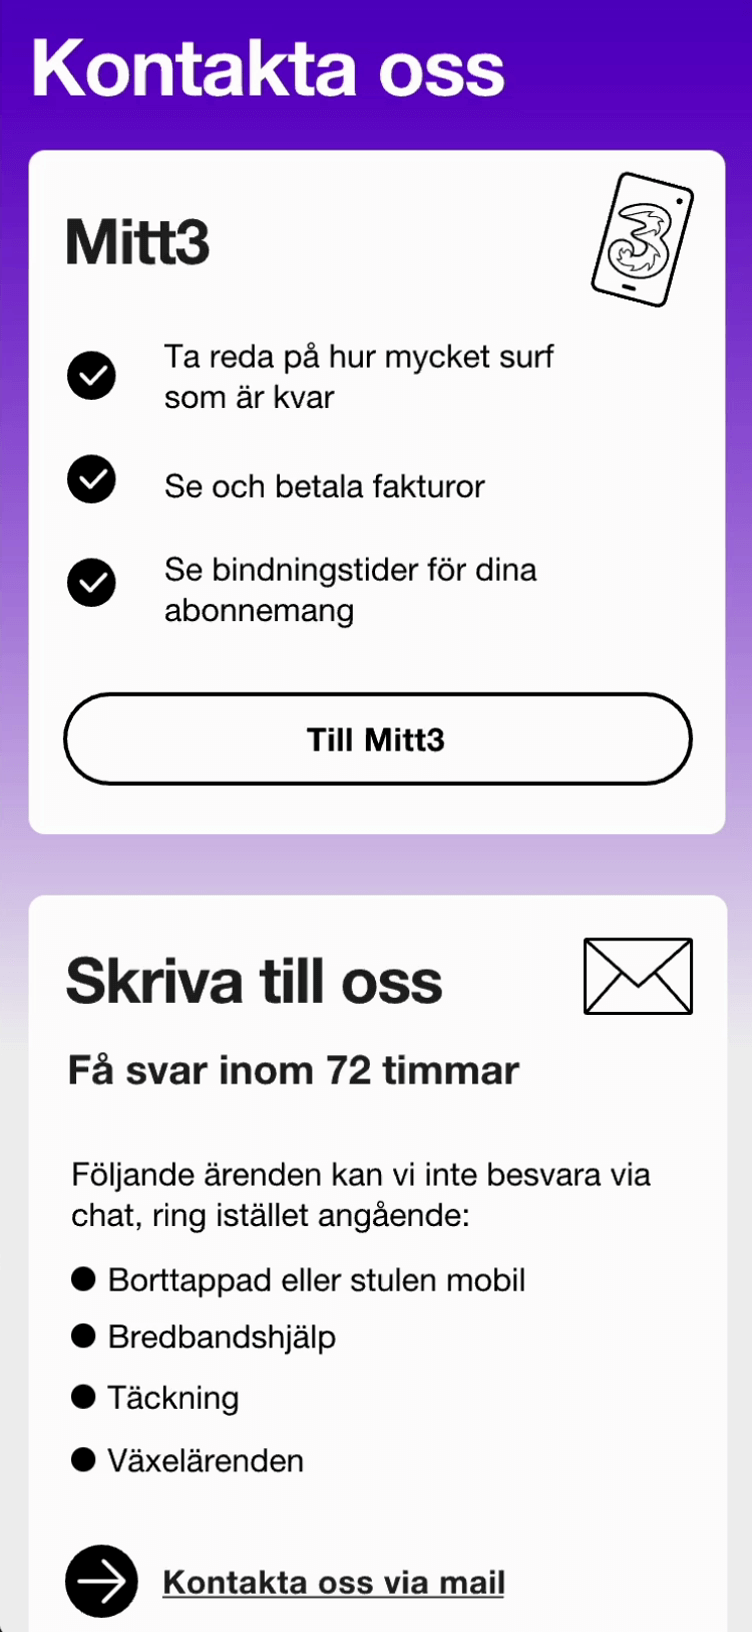 Kontakta oss
Mitt3
3
Ta reda på hur mycket surf
som är kvar
Se och betala fakturor
Se bindningstider för dina
abonnemang
Till Mitt3
Skriva till oss
Få svar inom 72 timmar
Följande ärenden kan vi inte besvara via
chat, ring istället angående:
Borttappad eller stulen mobil
Bredbandshjälp
Täckning
Växelärenden
Kontakta oss via mail